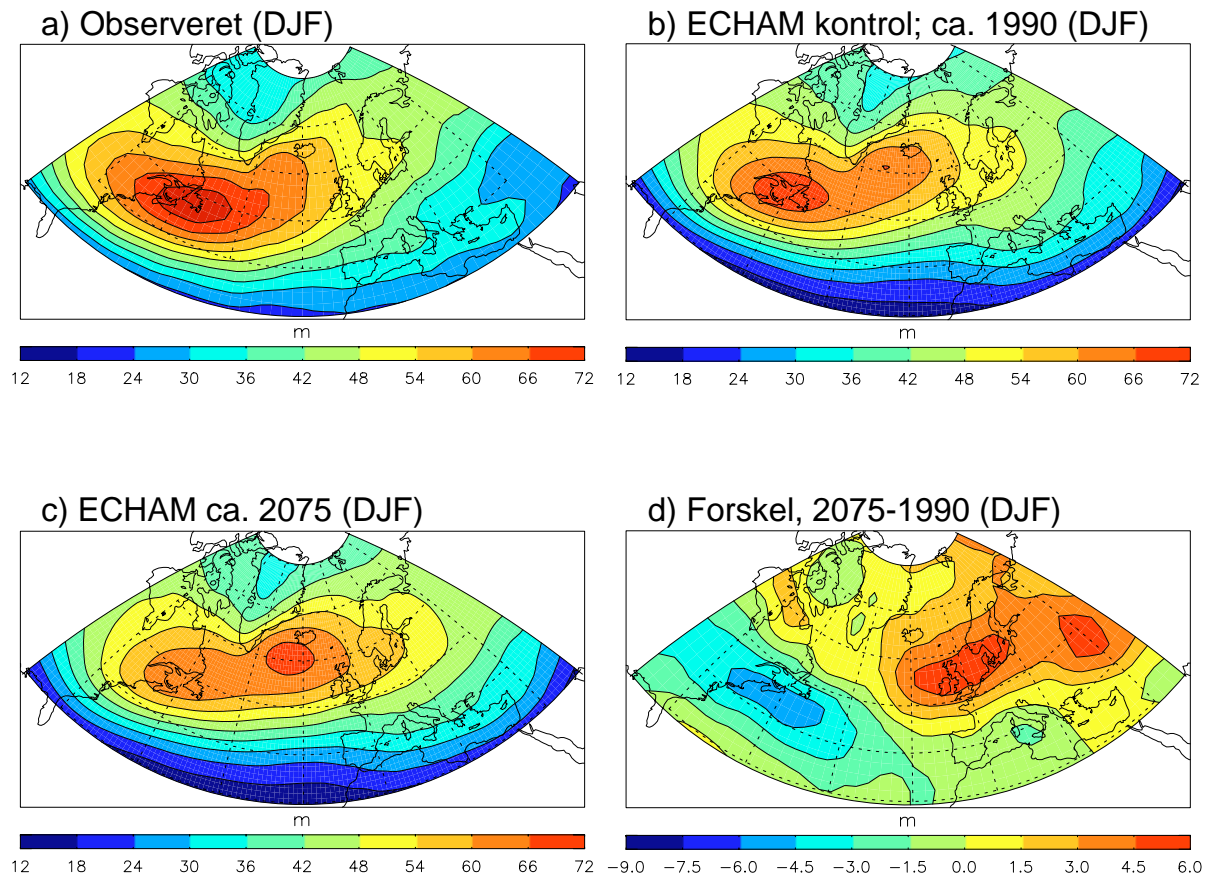 a) Observeret (DJF)
b) ECHAM kontrol; ca. 1990 (DJF)
m
12 18 24 30 36 42 48 54 60 66 72
m
12 18 24 30 36 42 48 54 60 66 72
c) ECHAM ca. 2075 (DJF)
d) Forskel, 2075-1990 (DJF)
m
12 18 24 30 36 42 48 54 60 66 72
m
−9.0 −7.5 −6.0 −4.5 −3.0 −1.5 0.0 1.5 3.0 4.5 6.0